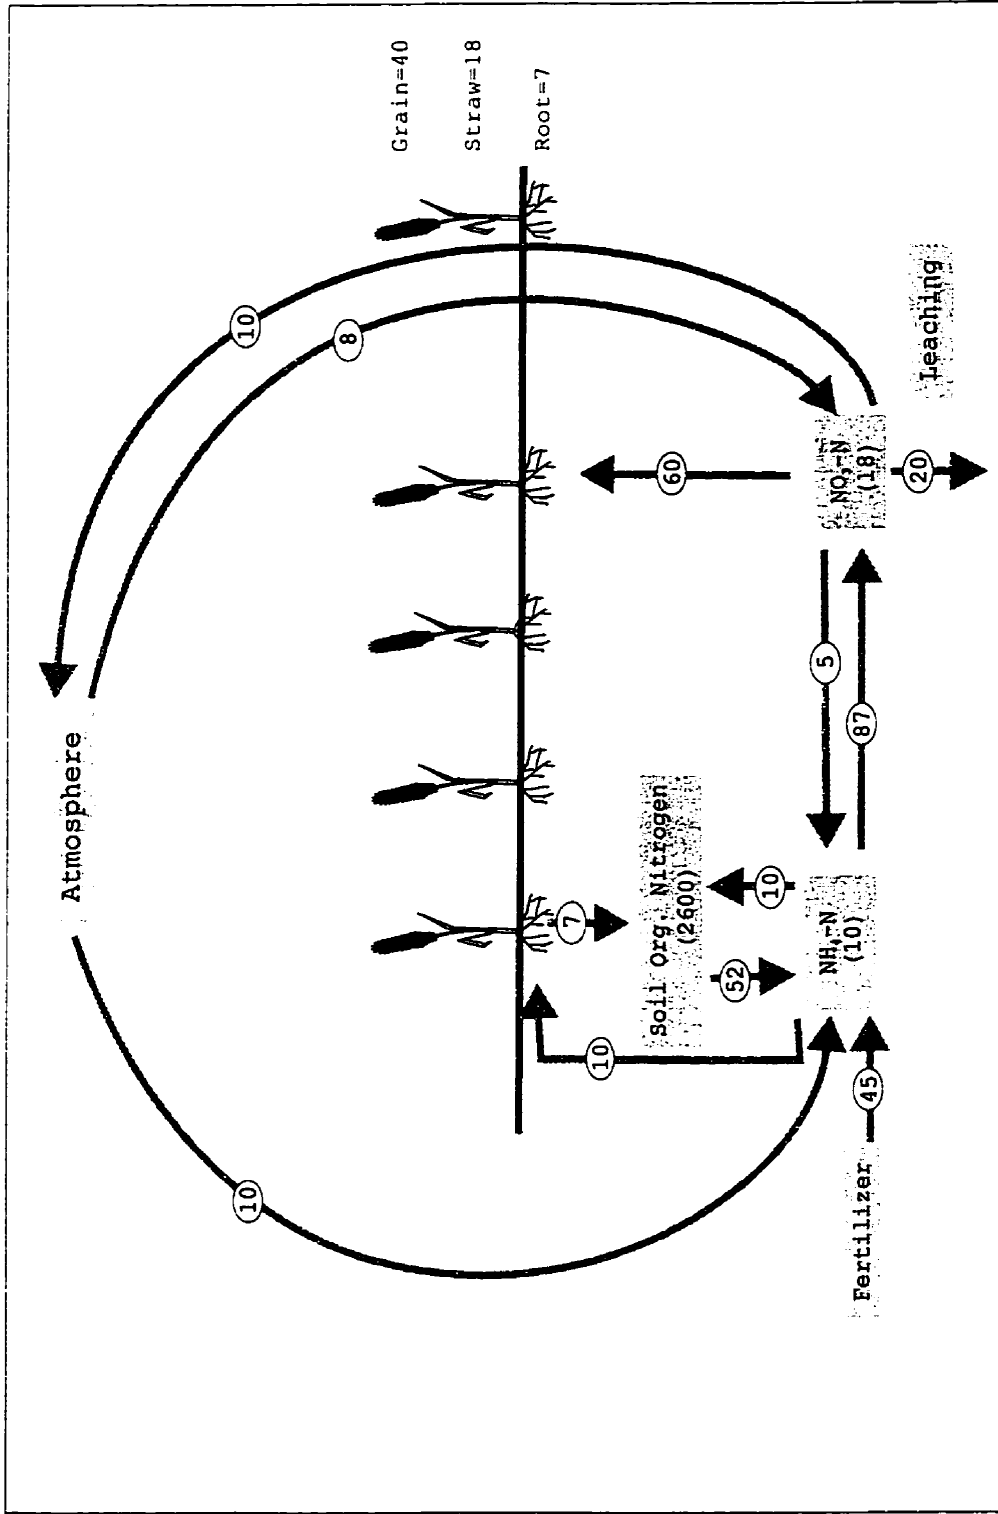 Atmosphere
10
10
8
Grain=40
Straw=18
Root=7
7
60
10
Soil Org. Nitrogen
(2600)
52
10
5
NH₄-N
(10)
NO₃-N
(18)
87
Fertilizer
45
20
Leaching